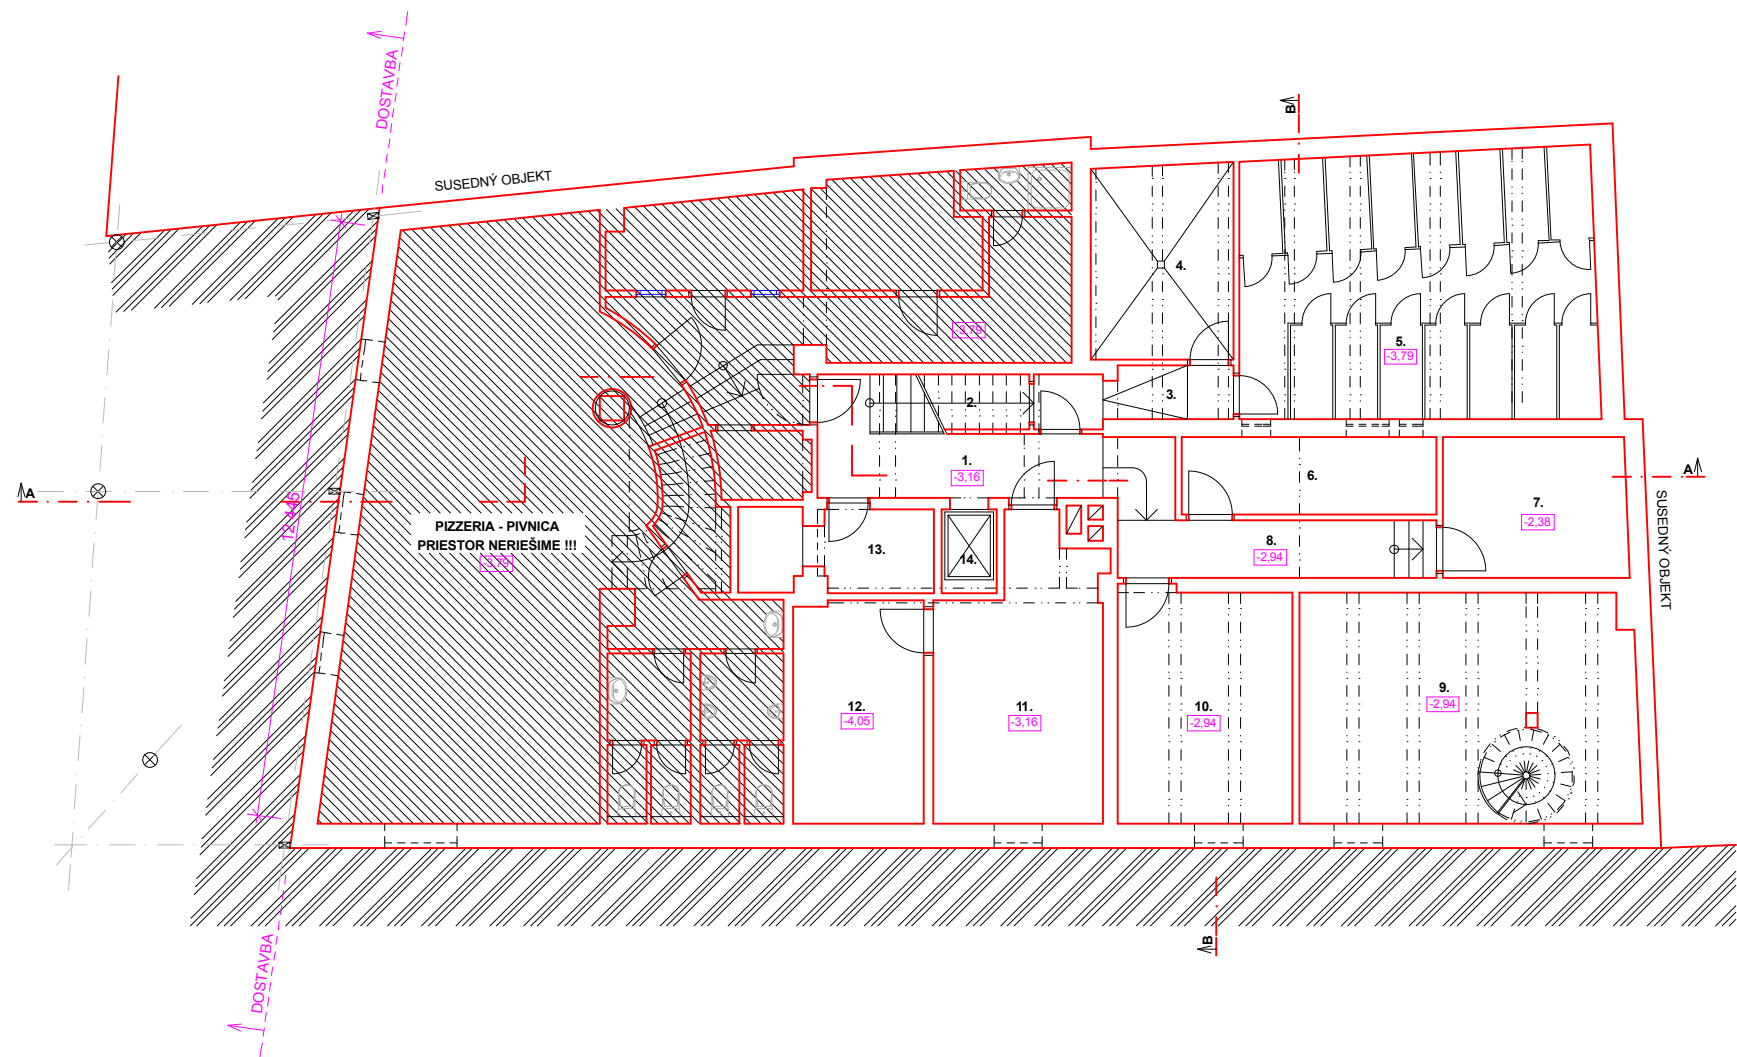 DOSTAVBA
SUSEDNÝ OBJEKT
B
4.
-3,79
5.
-3,79
3.
2.
1.
-3,16
A
A
6.
7.
-2,38
12 445
PIZZERIA - PIVNICA
PRIESTOR NERIEŠIME !!!
-3,79
13.
14.
8.
-2,94
SUSEDNÝ OBJEKT
12.
-4,05
11.
-3,16
10.
-2,94
9.
-2,94
B
DOSTAVBA